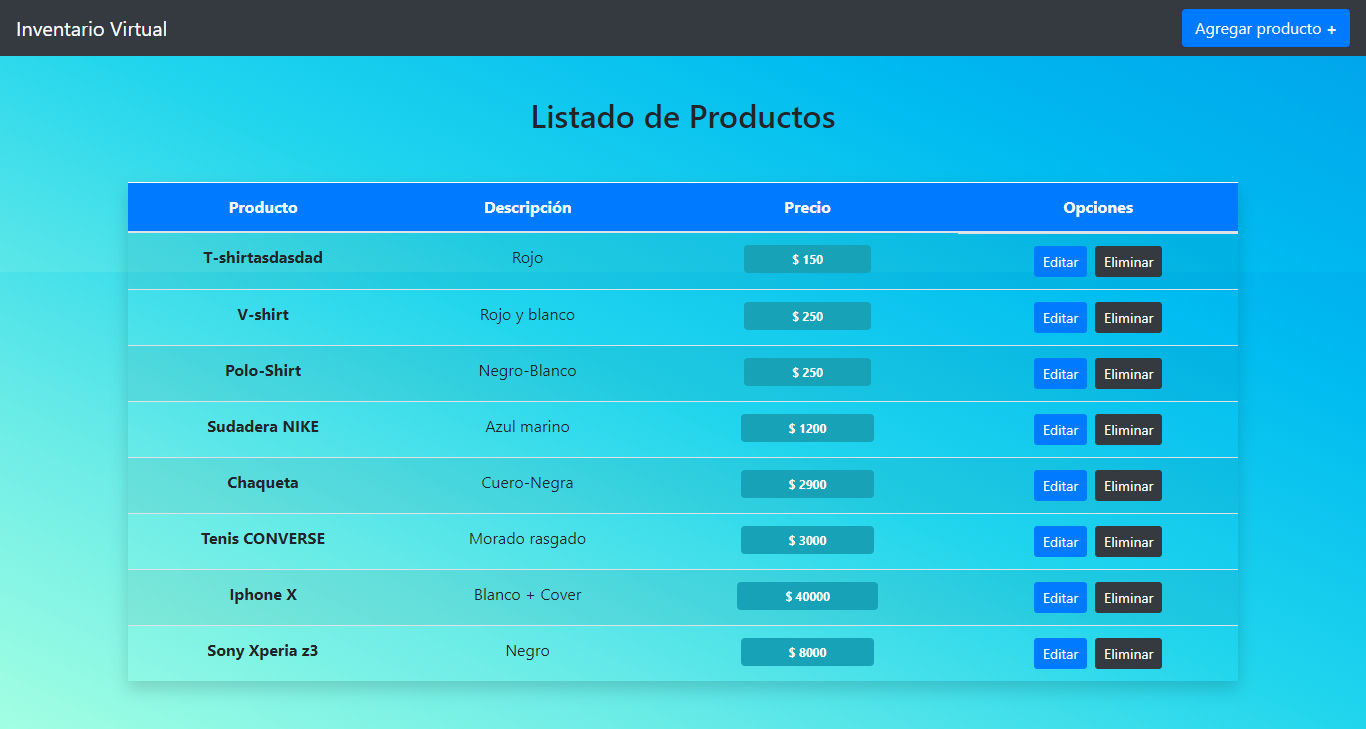 Inventario Virtual
Agregar producto +
Listado de Productos
Producto Descripción Precio Opciones
T-shirtasdasdad Rojo $ 150 Editar Eliminar
V-shirt Rojo y blanco $ 250 Editar Eliminar
Polo-Shirt Negro-Blanco $ 250 Editar Eliminar
Sudadera NIKE Azul marino $ 1200 Editar Eliminar
Chaqueta Cuero-Negra $ 2900 Editar Eliminar
Tenis CONVERSE Morado rasgado $ 3000 Editar Eliminar
Iphone X Blanco + Cover $ 40000 Editar Eliminar
Sony Xperia z3 Negro $ 8000 Editar Eliminar